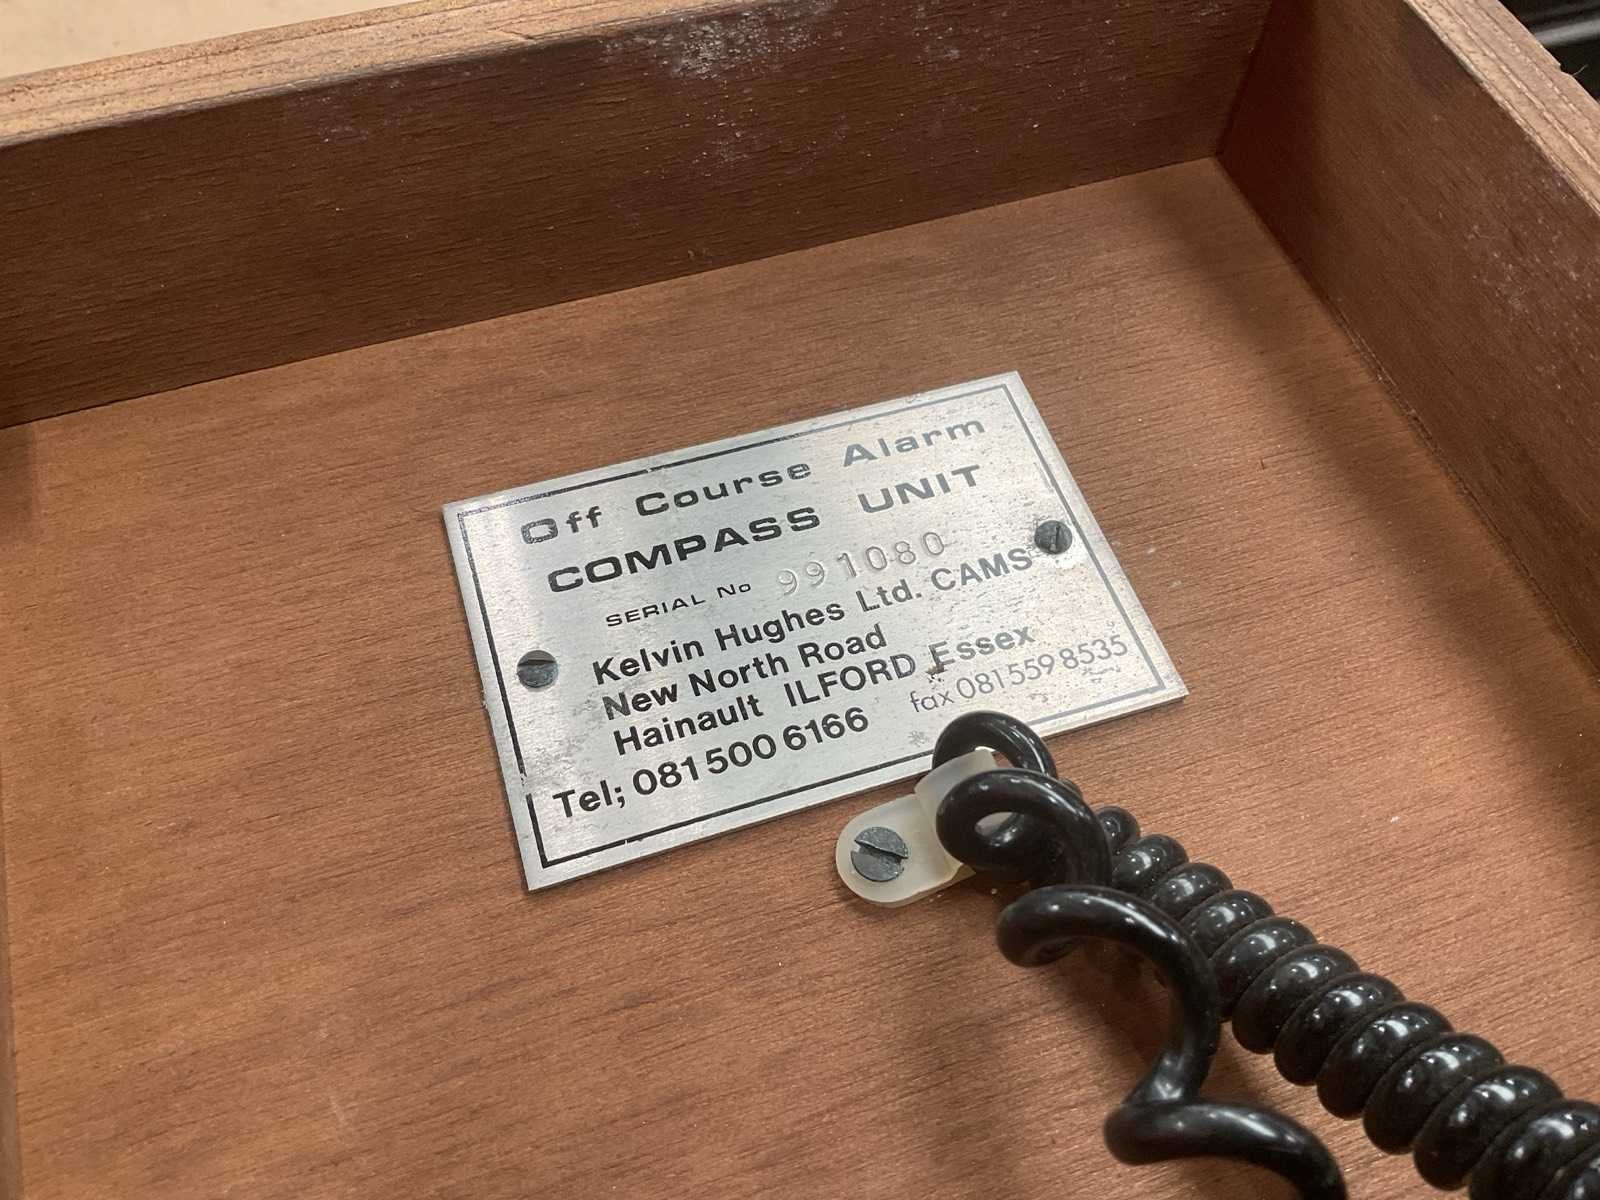 Off Course Alarm
COMPASS UNIT
SERIAL No 991080
Kelvin Hughes Ltd. CAMS
New North Road
Hainault ILFORD Essex
Tel; 081 500 6166 fax 081 559 8535